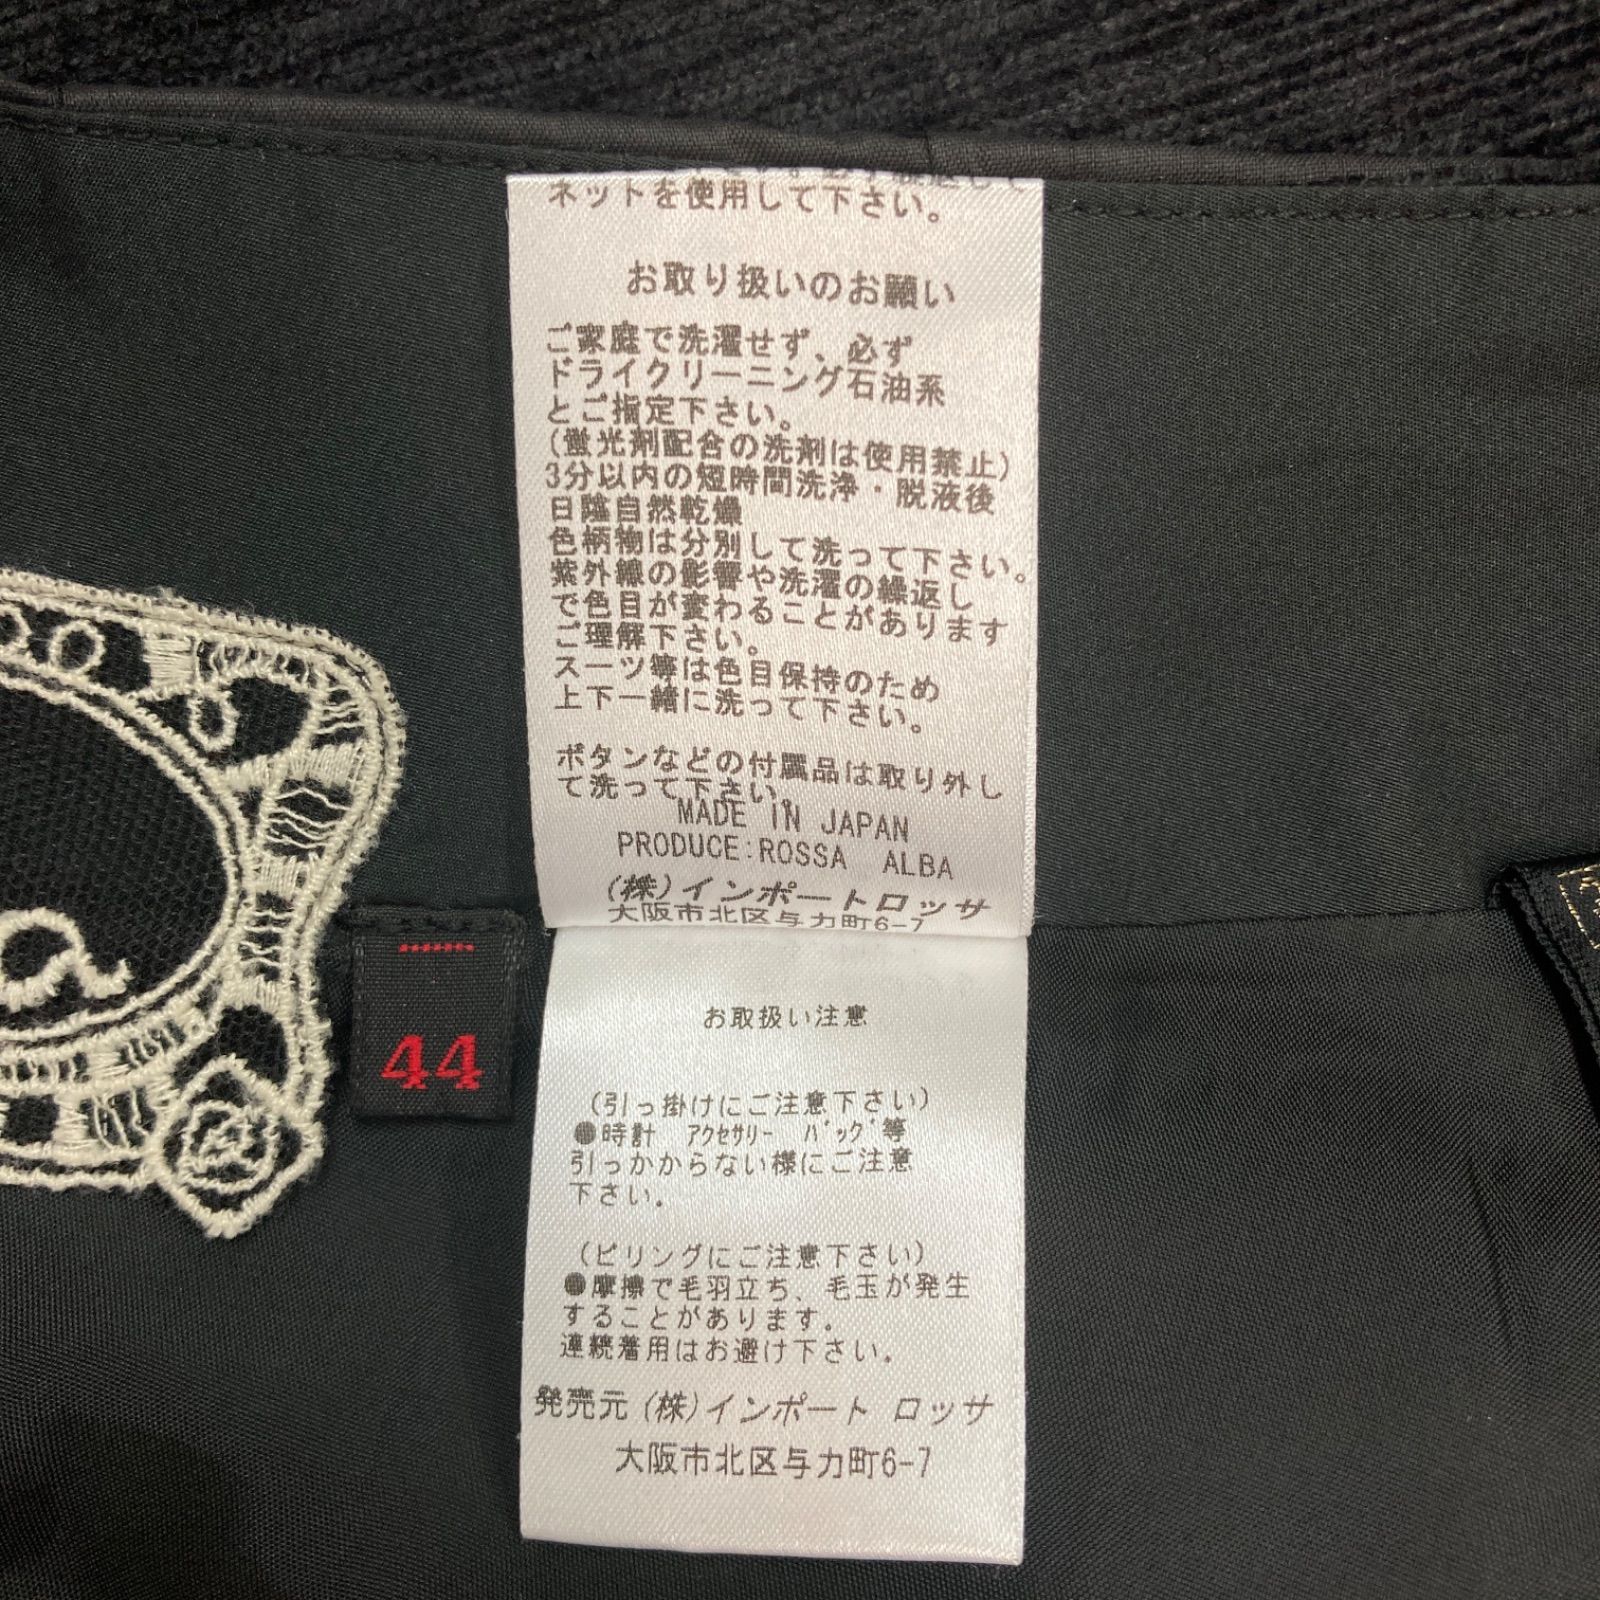 ネットを使用して下さい。
お取り扱いのお願い
ご家庭で洗濯せず、必ず
ドライクリーニング石油系
とご指定下さい。
(蛍光剤配合の洗剤は使用禁止)
3分以内の短時間洗浄・脱液後
日陰自然乾燥
色柄物は分別して洗って下さい。
紫外線の影響や洗濯の繰返し
で色目が変わることがあります
ご理解下さい。
スーツ等は色目保持のため
上下一緒に洗って下さい。
ボタンなどの付属品は取り外し
て洗って下さい。
MADE IN JAPAN
PRODUCE:ROSSA ALBA
(株)インポートロッサ
大阪市北区与力町6-7
44
お取扱い注意
(引っ掛けにご注意下さい)
●時計 アクセサリー バッグ等
引っかからない様にご注意
下さい。
(ピリングにご注意下さい)
●摩擦で毛羽立ち、毛玉が発生
することがあります。
連続着用はお避け下さい。
発売元(株)インポート ロッサ
大阪市北区与力町6-7